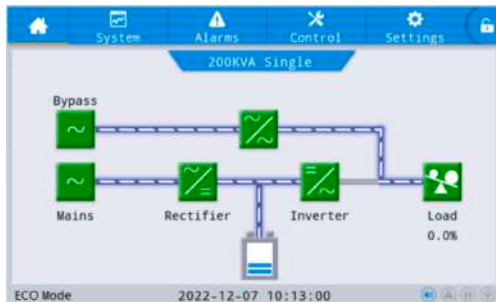 System Alarms Control Settings
200KVA Single
Bypass
Mains Rectifier Inverter Load
0.0%
ECO Mode 2022-12-07 10:13:00